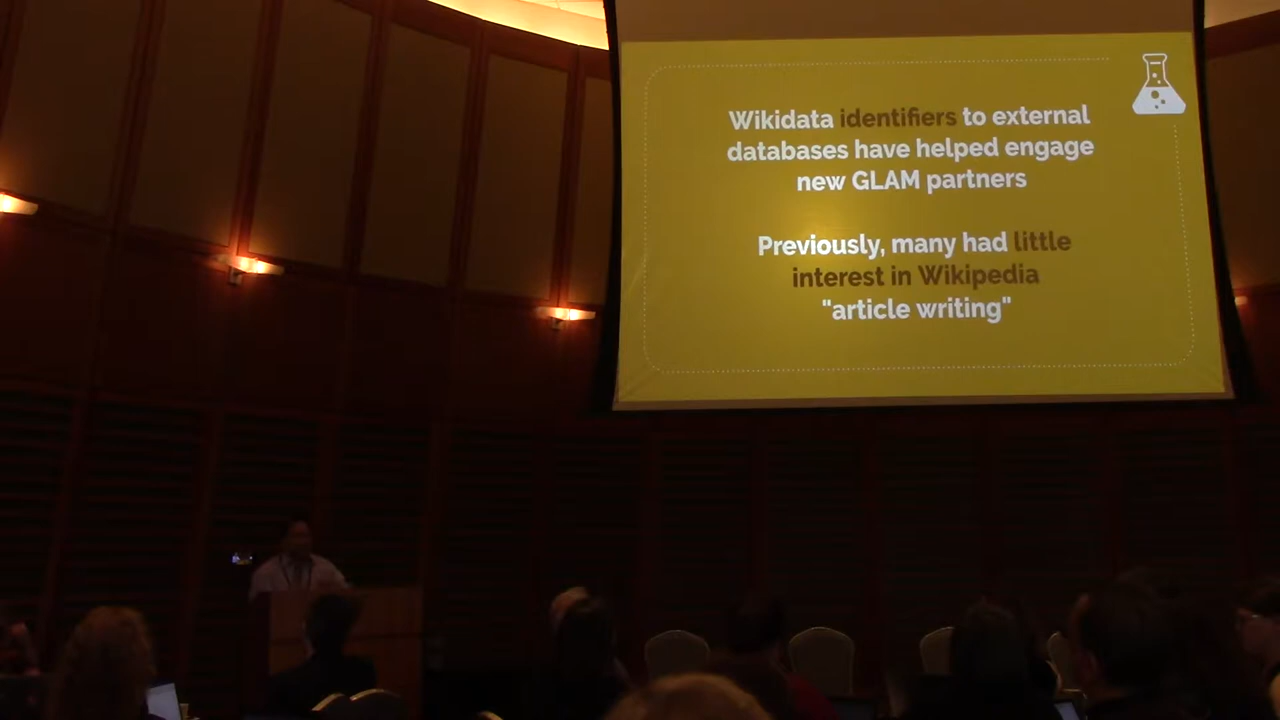 Wikidata identifiers to external
databases have helped engage
new GLAM partners
Previously, many had little
interest in Wikipedia
"article writing"